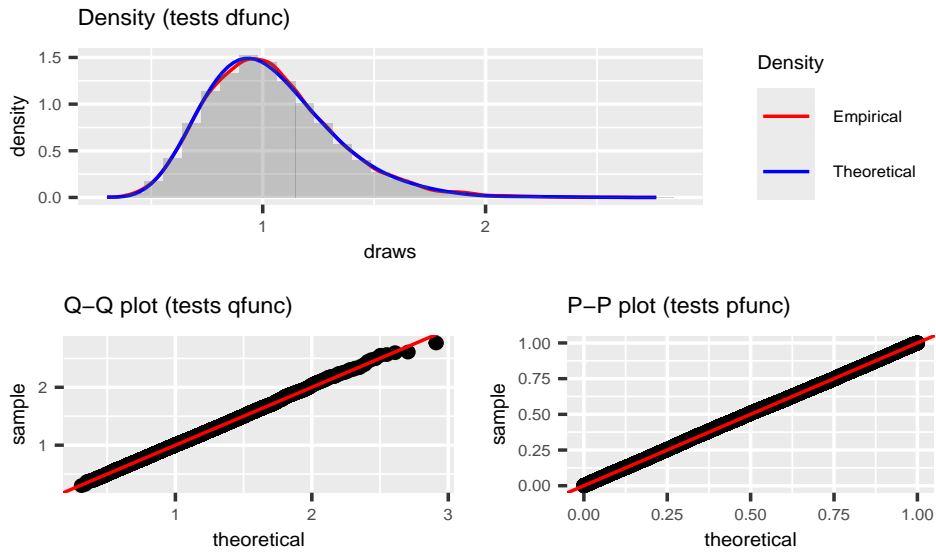 Density (tests dfunc)
1.5
1.0
0.5
0.0
density
1
2
draws
Density
Empirical
Theoretical
Q−Q plot (tests qfunc)
2
1
sample
1
2
3
theoretical
P−P plot (tests pfunc)
1.00
0.75
0.50
0.25
0.00
sample
0.00
0.25
0.50
0.75
1.00
theoretical